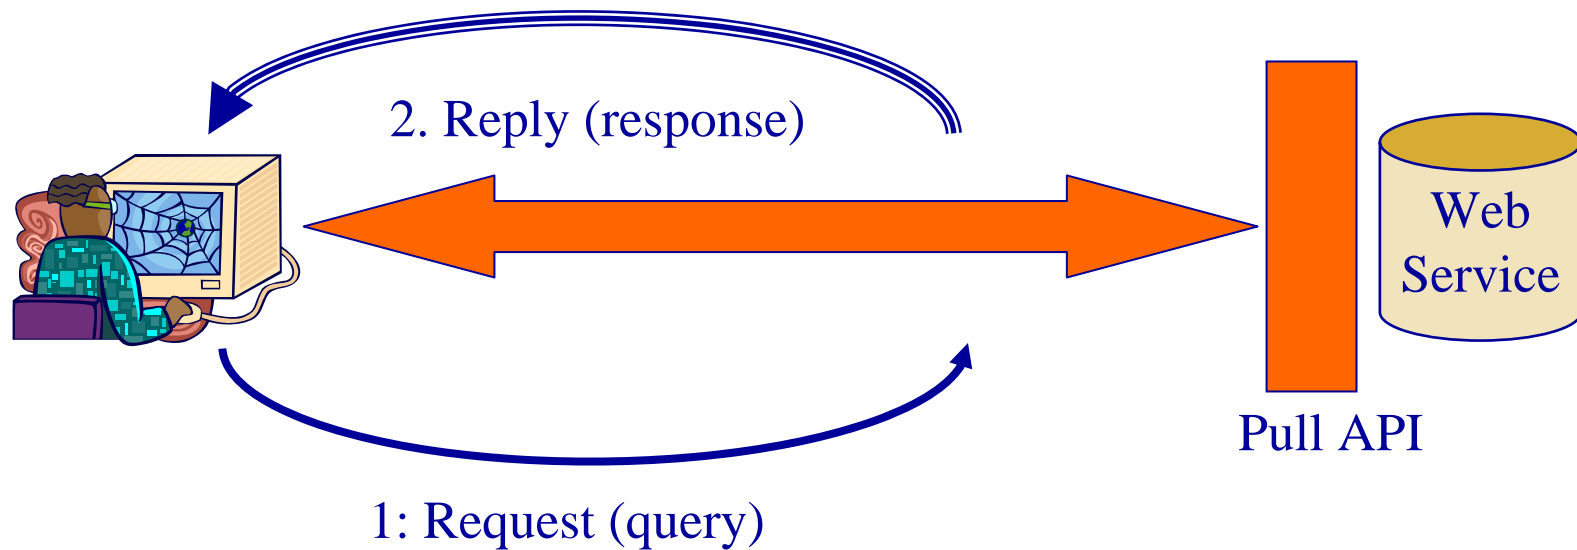 2. Reply (response)
Web
Service
Pull API
1: Request (query)